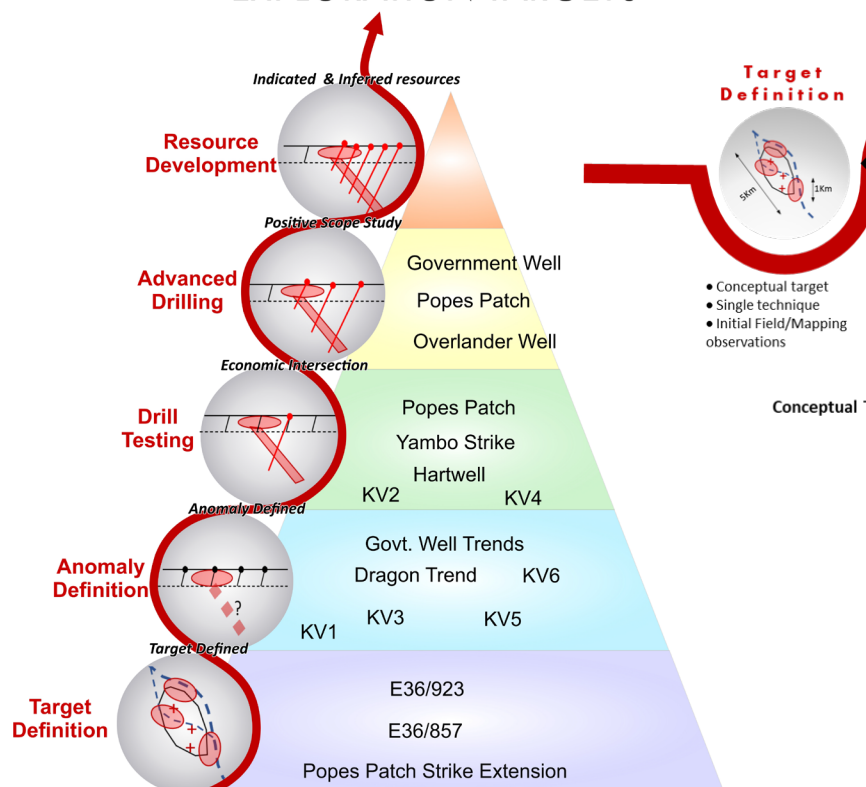 Indicated & Inferred resources
Resource
Development
Positive Scope Study
Advanced
Drilling
Government Well
Popes Patch
Overlander Well
Economic Intersection
Drill
Testing
Popes Patch
Yambo Strike
Hartwell
KV2
KV4
Anomaly Defined
Anomaly
Definition
?
Govt. Well Trends
Dragon Trend
KV6
KV3
KV5
KV1
Target Defined
Target
Definition
E36/923
E36/857
Popes Patch Strike Extension
Target
Definition
5Km
1Km
• Conceptual target
• Single technique
• Initial Field/Mapping
observations
Conceptual